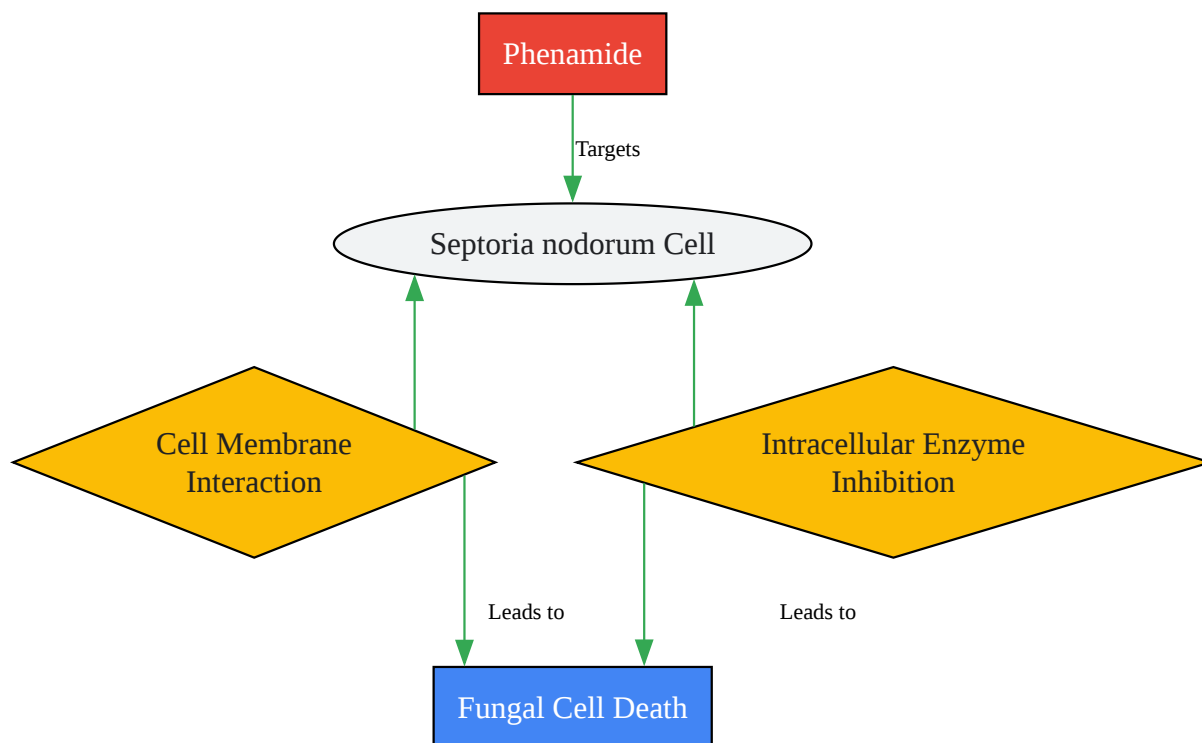 Phenamide
Targets
Septoria nodorum Cell
Cell Membrane
Interaction
Intracellular Enzyme
Inhibition
Leads to
Leads to
Fungal Cell Death